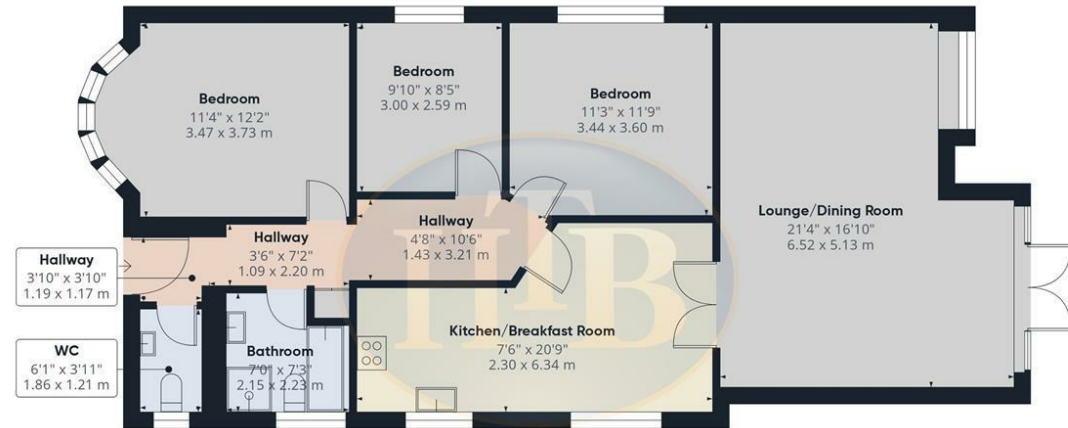 Bedroom
11'4" x 12'2"
3.47 x 3.73 m
Bedroom
9'10" x 8'5"
3.00 x 2.59 m
Bedroom
11'3" x 11'9"
3.44 x 3.60 m
Lounge/Dining Room
21'4" x 16'10"
6.52 x 5.13 m
Hallway
3'10" x 3'10"
1.19 x 1.17 m
Hallway
3'6" x 7'2"
1.09 x 2.20 m
Hallway
4'8" x 10'6"
1.43 x 3.21 m
WC
6'1" x 3'11"
1.86 x 1.21 m
Bathroom
7'0" x 7'3"
2.15 x 2.23 m
Kitchen/Breakfast Room
7'6" x 20'9"
2.30 x 6.34 m
HTB